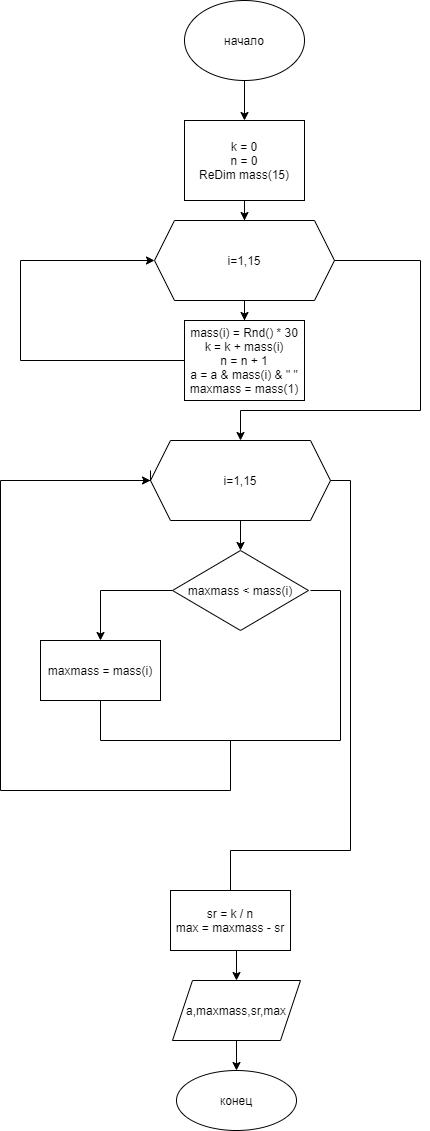 начало
k = 0
n = 0
ReDim mass(15)
i=1,15
mass(i) = Rnd() * 30
k = k + mass(i)
n = n + 1
a = a & mass(i) & " "
maxmass = mass(1)
i=1,15
maxmass < mass(i)
maxmass = mass(i)
sr = k / n
max = maxmass - sr
a,maxmass,sr,max
конец